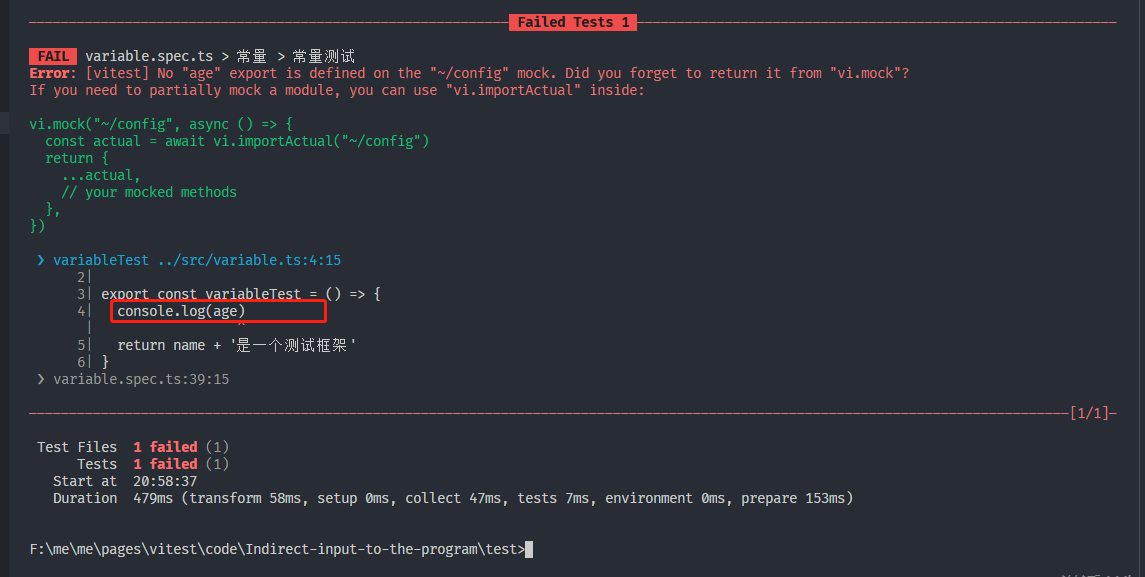 Failed Tests 1
FAIL variable.spec.ts > 常量 > 常量测试
Error: [vitest] No "age" export is defined on the "~/config" mock. Did you forget to return it from "vi.mock"?
If you need to partially mock a module, you can use "vi.importActual" inside:
vi.mock("~/config", async () => {
  const actual = await vi.importActual("~/config")
  return {
    ...actual,
    // your mocked methods
  },
})
❯ variableTest ../src/variable.ts:4:15
2|
3| export const variableTest = () => {
4|   console.log(age)
|               ^
5|   return name + '是一个测试框架'
6| }
❯ variable.spec.ts:39:15
[1/1]
Test Files  1 failed (1)
Tests  1 failed (1)
Start at  20:58:37
Duration  479ms (transform 58ms, setup 0ms, collect 47ms, tests 7ms, environment 0ms, prepare 153ms)
F:\me\me\pages\vitest\code\Indirect-input-to-the-program\test>